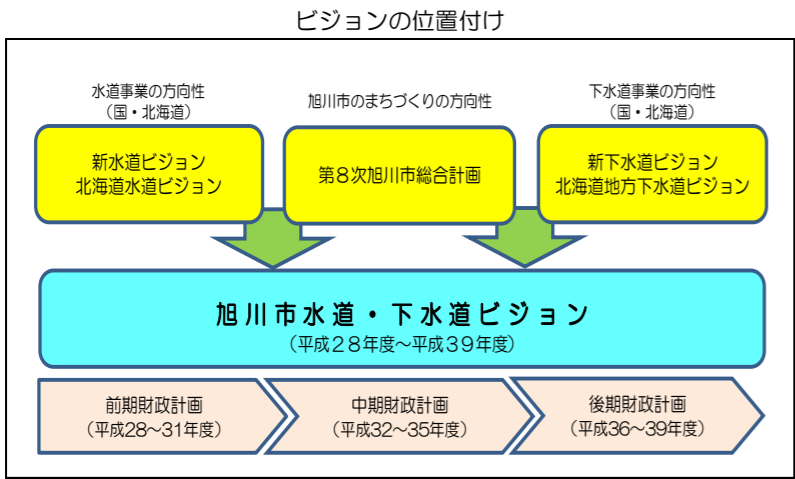 ビジョンの位置付け
水道事業の方向性
（国・北海道）
旭川市のまちづくりの方向性
下水道事業の方向性
（国・北海道）
新水道ビジョン
北海道水道ビジョン
第８次旭川市総合計画
新下水道ビジョン
北海道地方下水道ビジョン
旭川市水道・下水道ビジョン
（平成２８年度～平成３９年度）
前期財政計画
（平成28～31年度）
中期財政計画
（平成32～35年度）
後期財政計画
（平成36～39年度）